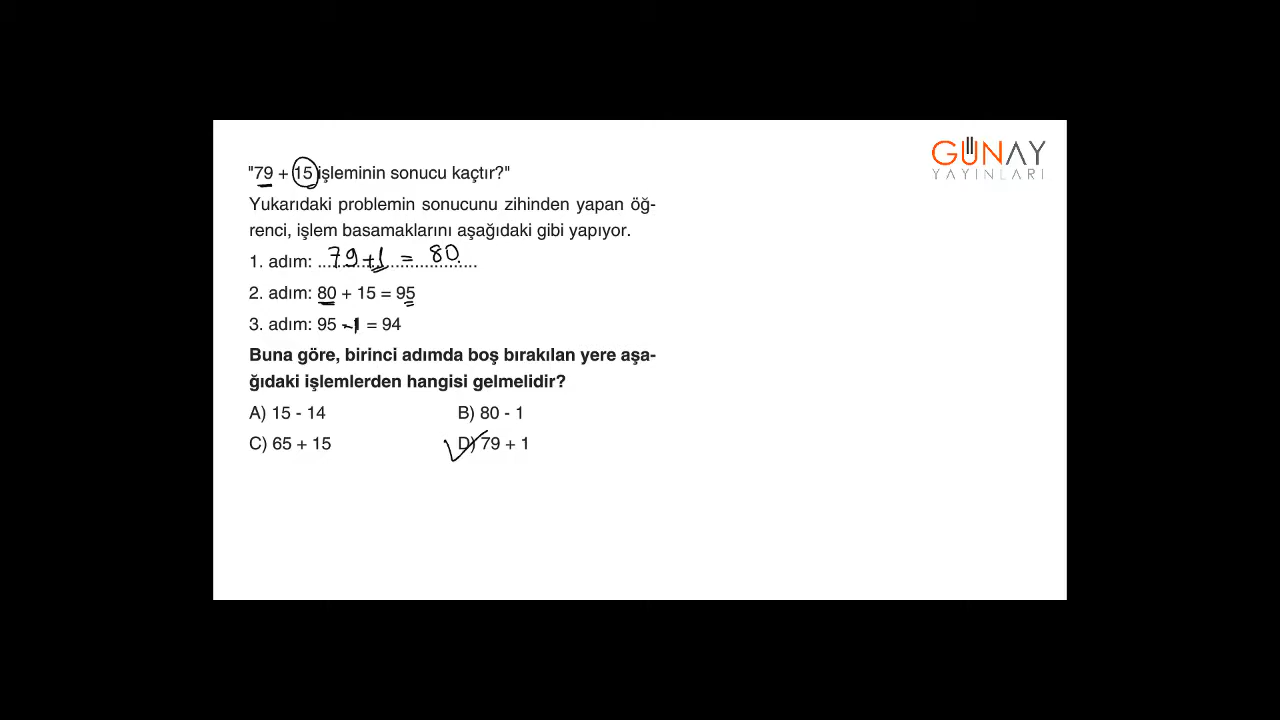 GÜNAY
YAYINLARI
"79 + 15 işleminin sonucu kaçtır?"
Yukarıdaki problemin sonucunu zihinden yapan öğ-
renci, işlem basamaklarını aşağıdaki gibi yapıyor.
1. adım: 79 + 1 = 80
2. adım: 80 + 15 = 95
3. adım: 95 - 1 = 94
Buna göre, birinci adımda boş bırakılan yere aşa-
ğıdaki işlemlerden hangisi gelmelidir?
A) 15 - 14 B) 80 - 1
C) 65 + 15 D) 79 + 1